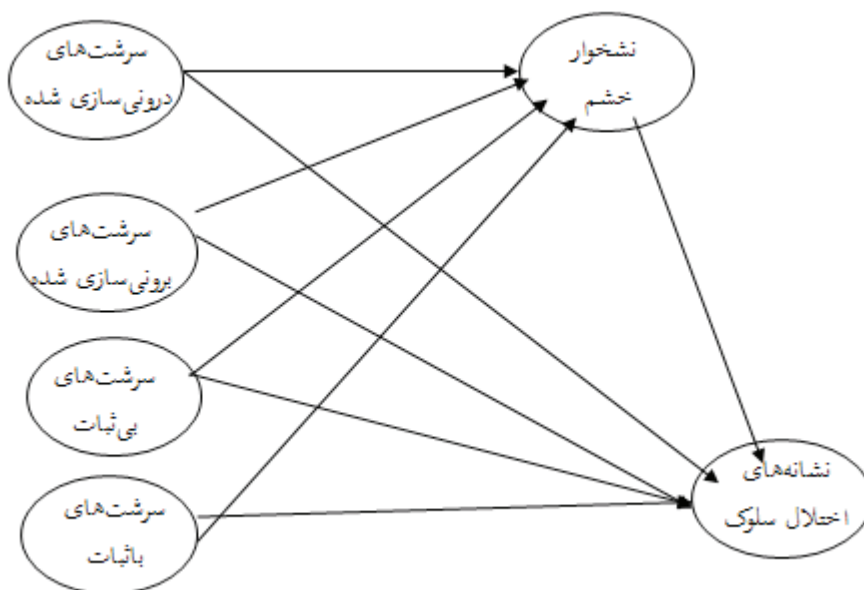 سرشت‌های
درونی‌سازی شده
نشخوار
خشم
سرشت‌های
برونی‌سازی شده
سرشت‌های
بی‌ثبات
سرشت‌های
باثبات
نشانه‌های
اختلال سلوک